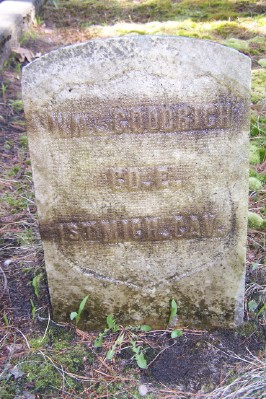 WM. GOODRICH
CO. E.
1ST MICH. CAV.